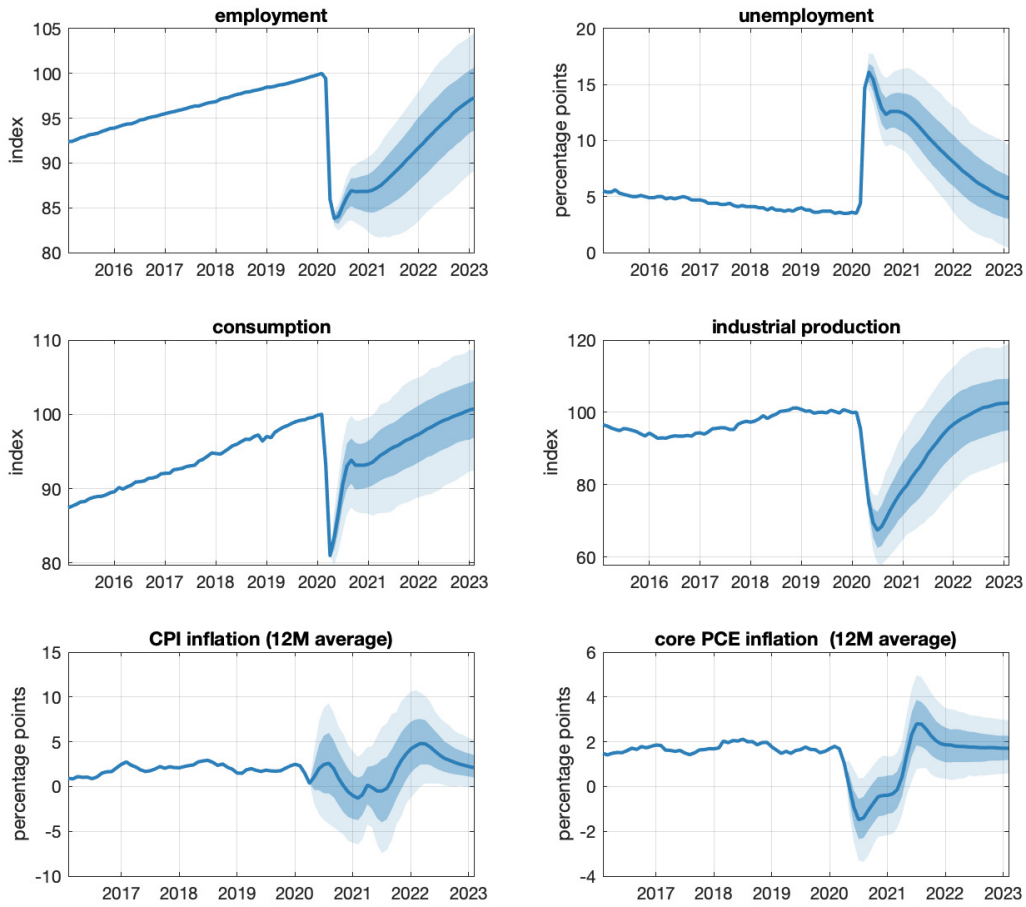 employment
105
100
95
90
85
80
index
2016 2017 2018 2019 2020 2021 2022 2023
unemployment
20
15
10
5
0
percentage points
2016 2017 2018 2019 2020 2021 2022 2023
consumption
110
100
90
80
index
2016 2017 2018 2019 2020 2021 2022 2023
industrial production
120
100
80
60
index
2016 2017 2018 2019 2020 2021 2022 2023
CPI inflation (12M average)
15
10
5
0
-5
-10
percentage points
2017 2018 2019 2020 2021 2022 2023
core PCE inflation (12M average)
6
4
2
0
-2
-4
percentage points
2017 2018 2019 2020 2021 2022 2023